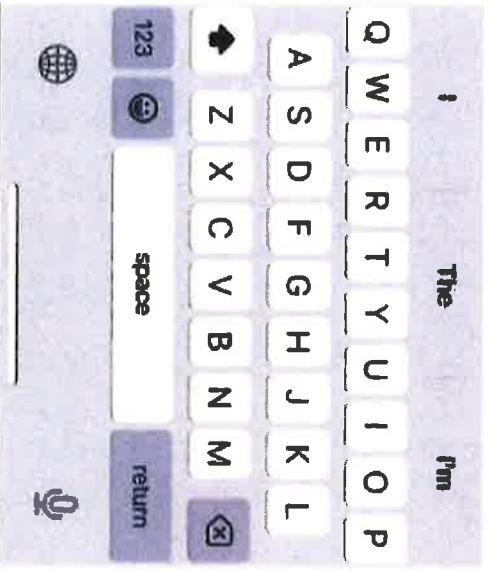 I The I'm
Q W E R T Y U I O P
A S D F G H J K L
Z X C V B N M
123 space return